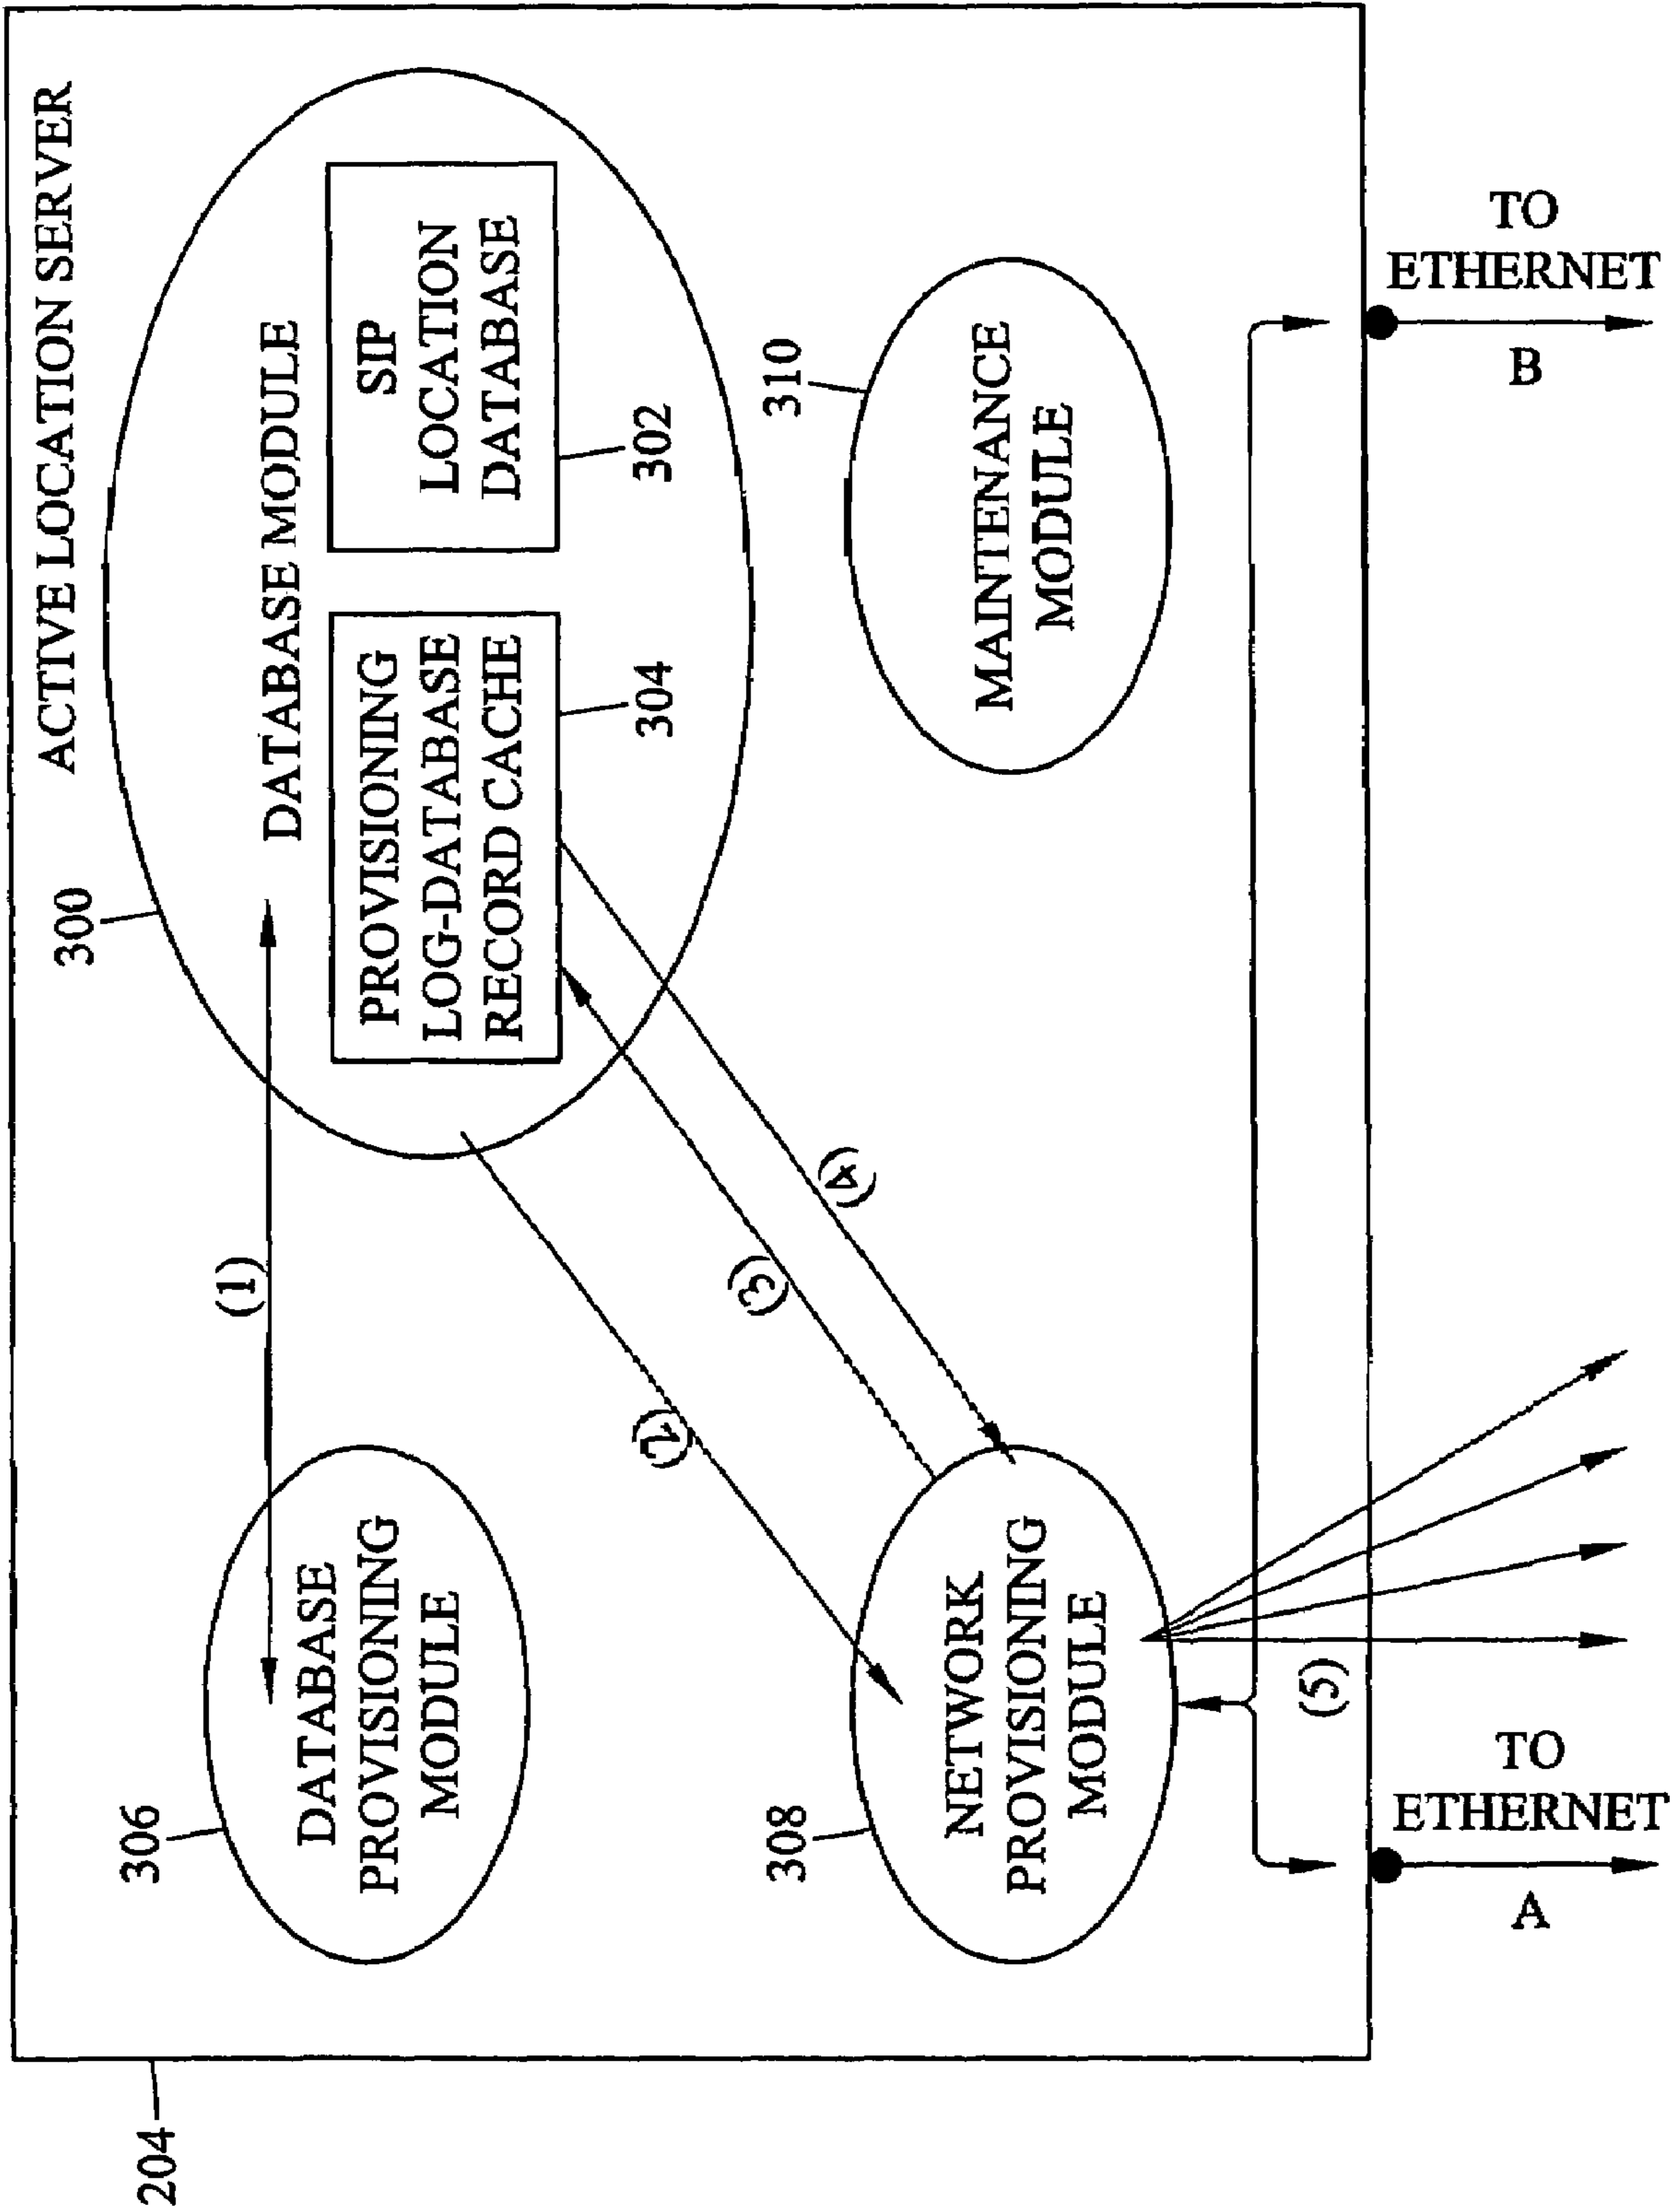 204
ACTIVE LOCATION SERVER
300
DATABASE MODULE
PROVISIONING
LOG-DATABASE
RECORD CACHE
304
SIP
LOCATION
DATABASE
302
306
DATABASE
PROVISIONING
MODULE
(1)
(2)
(3)
(4)
308
NETWORK
PROVISIONING
MODULE
310
MAINTENANCE
MODULE
(5)
TO
ETHERNET
A
TO
ETHERNET
B